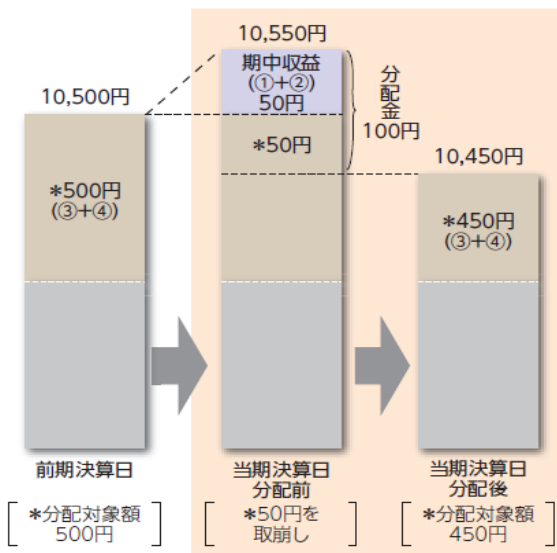 10,500円
*500円
(③+④)
前期決算日
*分配対象額
500円
10,550円
期中収益
(①+②)
50円
*50円
分配金
100円
当期決算日
分配前
*50円を
取崩し
10,450円
*450円
(③+④)
当期決算日
分配後
*分配対象額
450円